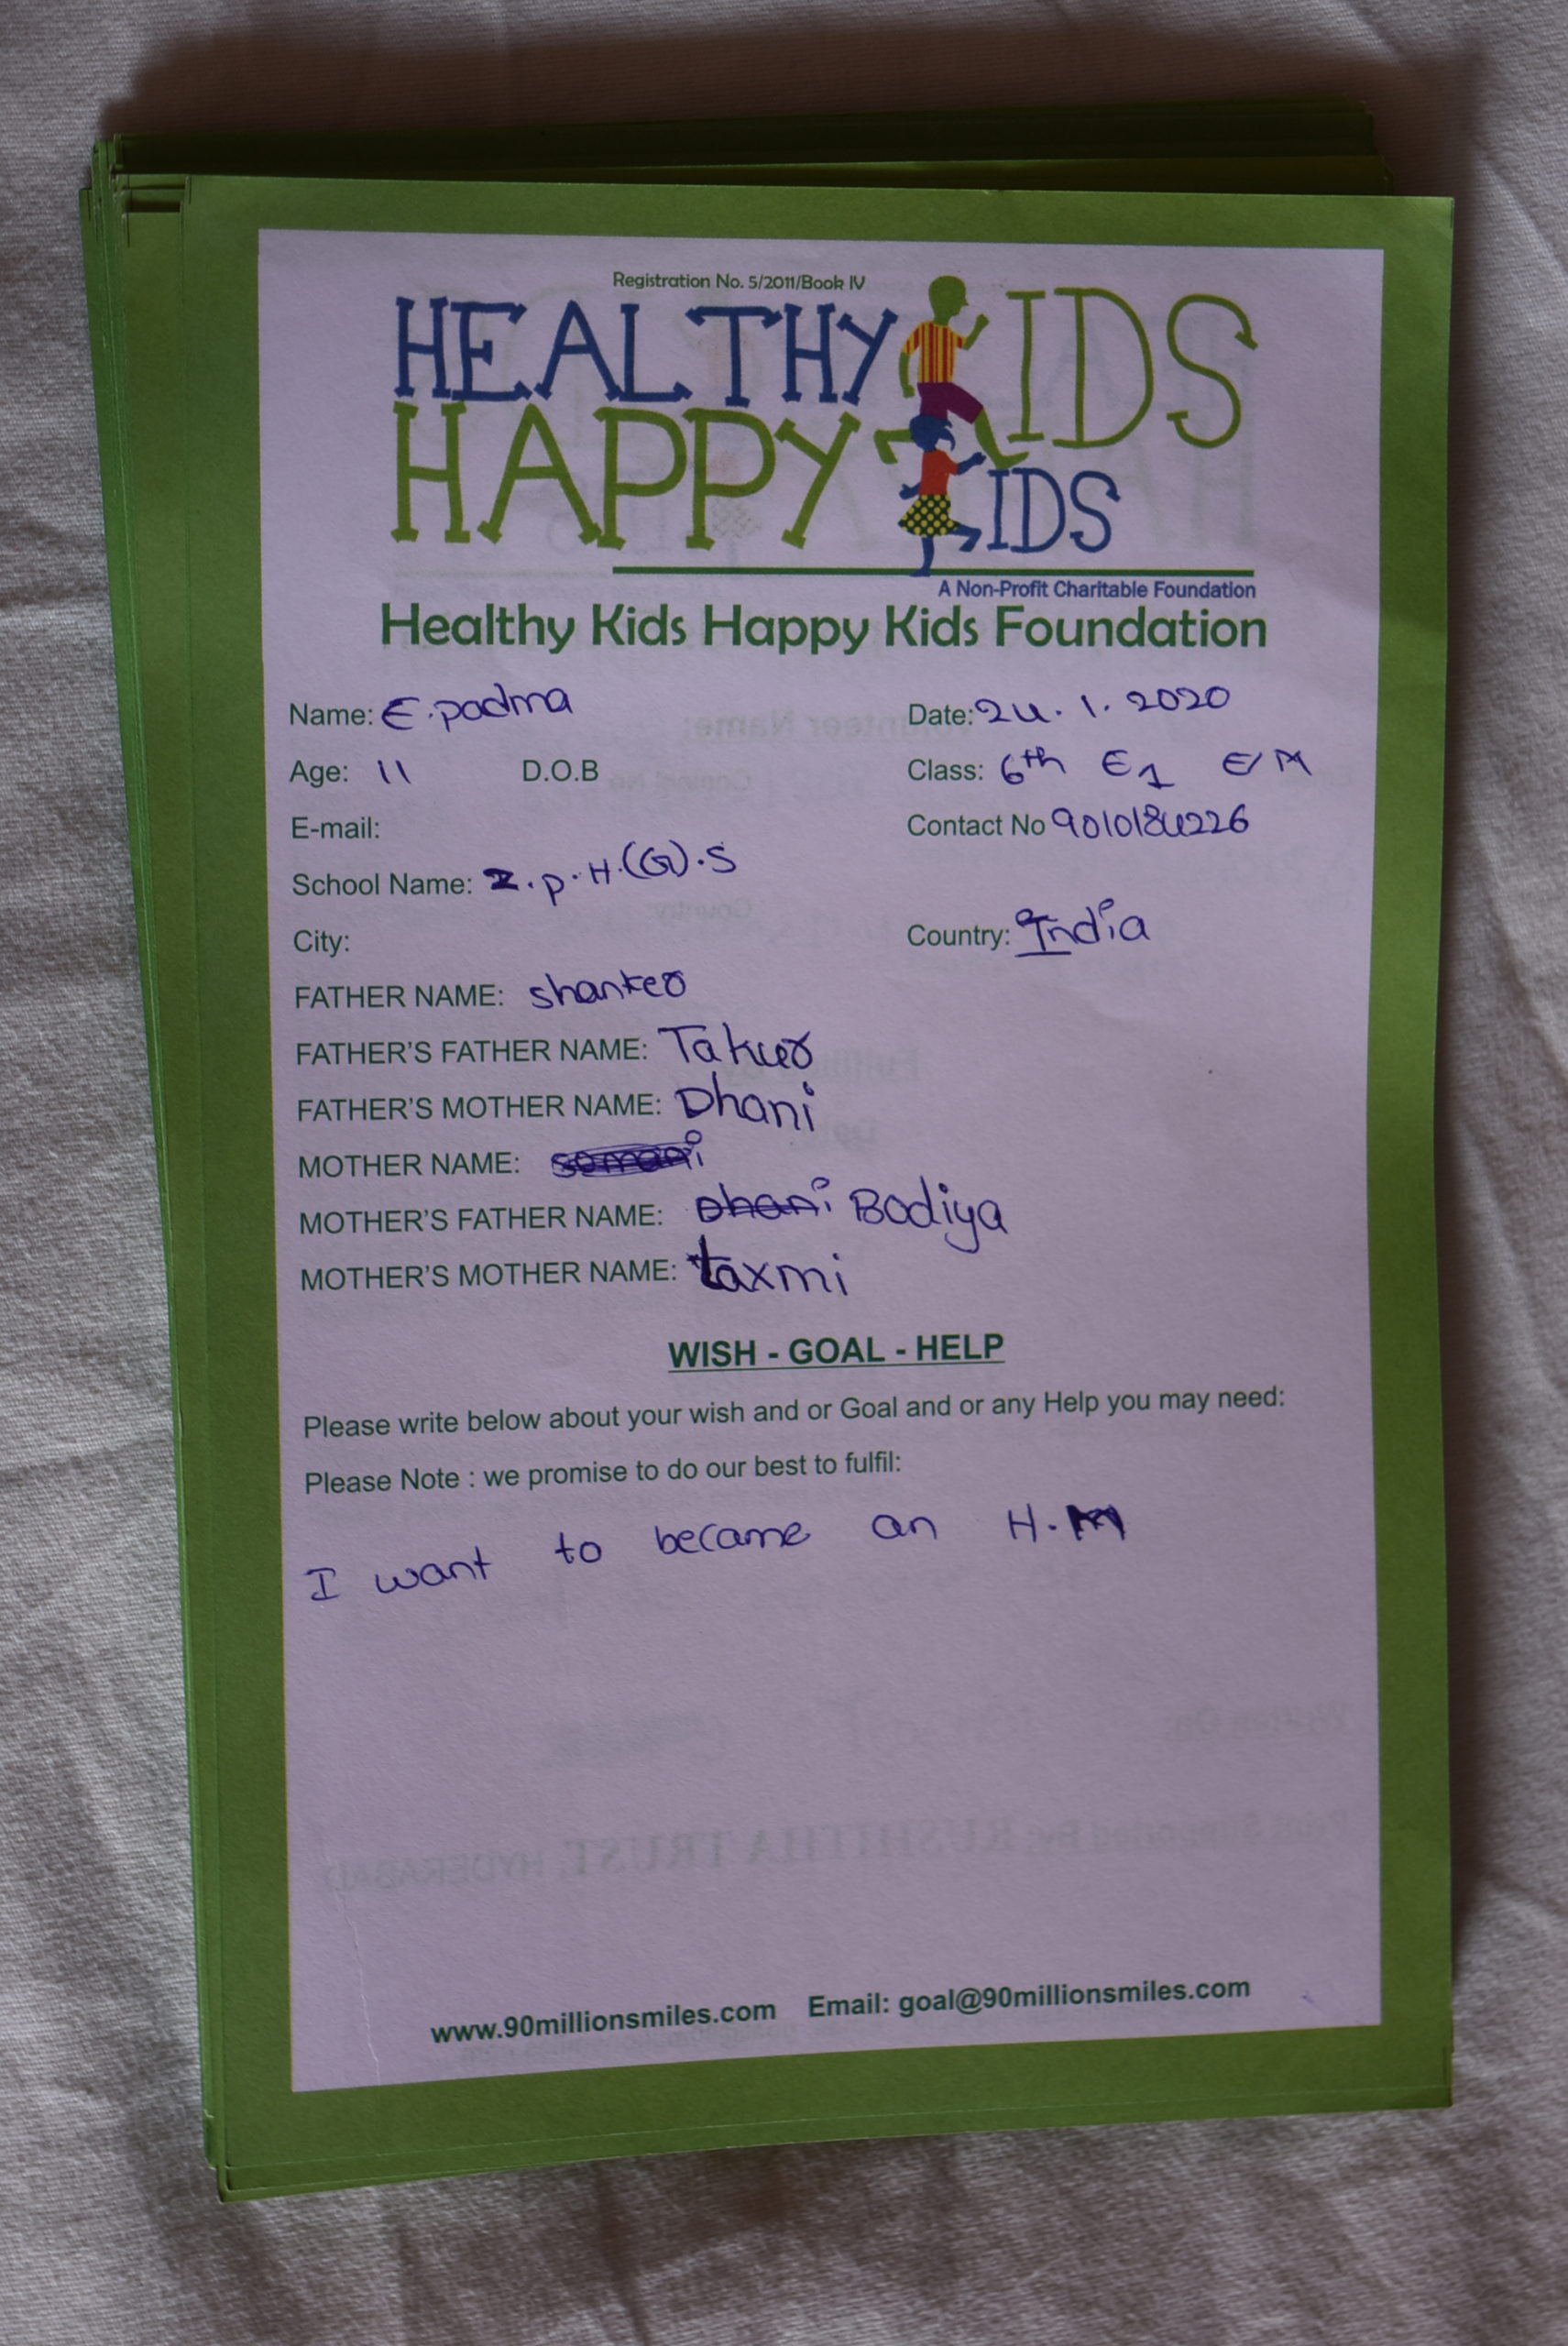 Registration No. 5/2011/Book IV
HEALTHY KIDS
HAPPY KIDS
A Non-Profit Charitable Foundation
Healthy Kids Happy Kids Foundation
Name: E.padma Date: 24.1.2020
Age: 11 D.O.B Class: 6th E1 E/M
E-mail: Contact No 9010184226
School Name: Z.p.H.(G).S
City: Country: India
FATHER NAME: shanker
FATHER'S FATHER NAME: Takur
FATHER'S MOTHER NAME: Dhani
MOTHER NAME: somani
MOTHER'S FATHER NAME: Dhani Bodiya
MOTHER'S MOTHER NAME: Laxmi
WISH - GOAL - HELP
Please write below about your wish and or Goal and or any Help you may need:
Please Note : we promise to do our best to fulfil:
I want to became an H.M
www.90millionsmiles.com Email: goal@90millionsmiles.com